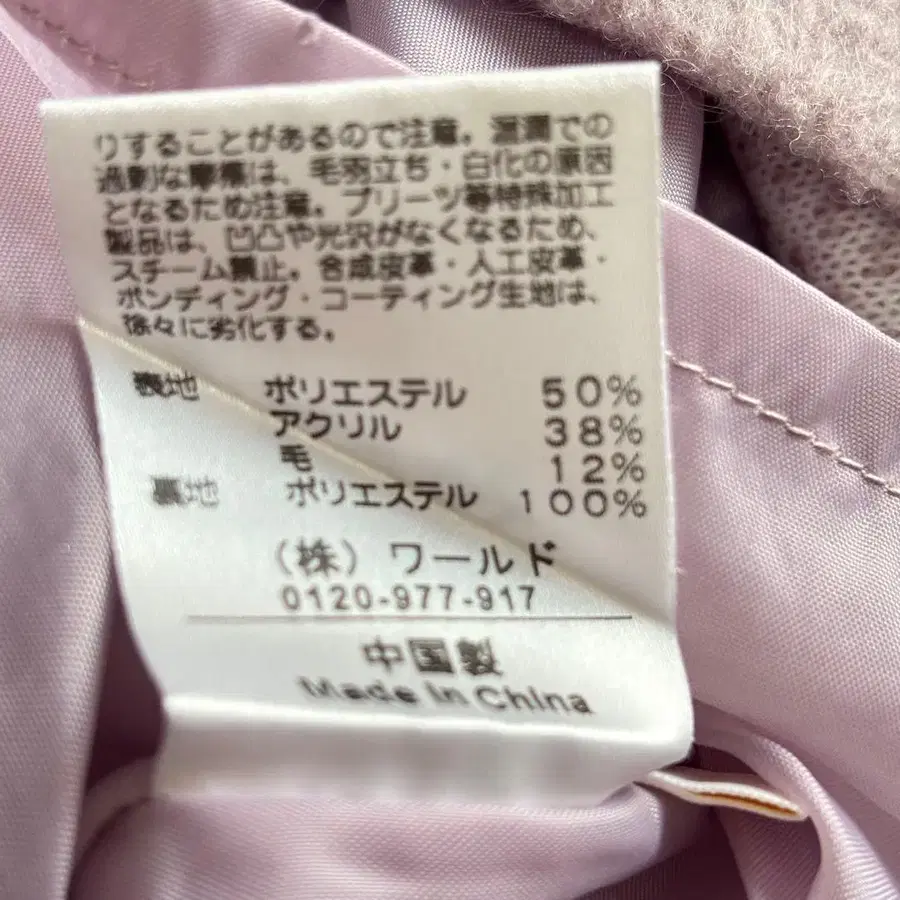 りすることがあるので注意。湿潤での
過剰な摩擦は、毛羽立ち・白化の原因
となるため注意。プリーツ等特殊加工
製品は、凹凸や光沢がなくなるため、
スチーム禁止。合成皮革・人工皮革・
ボンディング・コーティング生地は、
徐々に劣化する。
表地 ポリエステル 50%
アクリル 38%
毛 12%
裏地 ポリエステル 100%
(株) ワールド
0120-977-917
中国製
Made in China